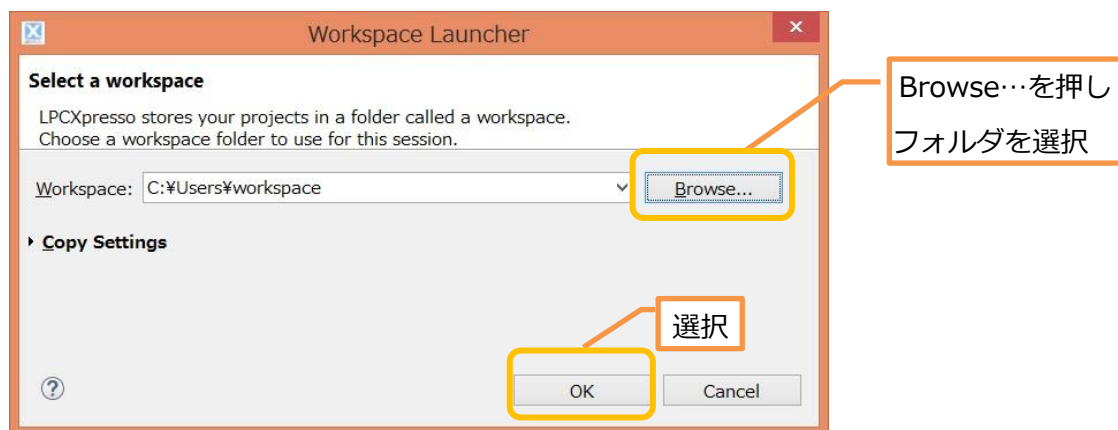 Workspace Launcher
Select a workspace
LPCXpresso stores your projects in a folder called a workspace.
Choose a workspace folder to use for this session.
Browse…を押し
フォルダを選択
Workspace: C:¥Users¥workspace Browse...
Copy Settings
選択
OK Cancel